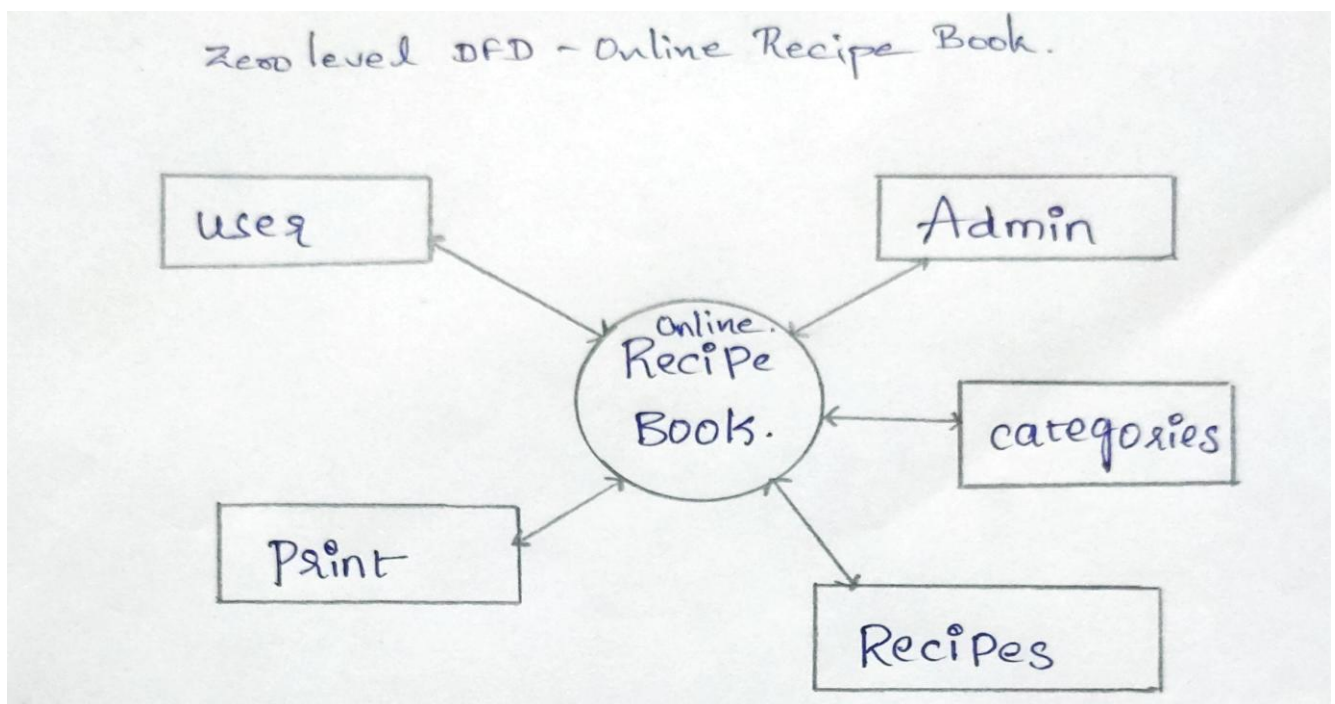 Zero level DFD - Online Recipe Book.
user
Admin
Online.
Recipe
Book.
categories
Print
Recipes